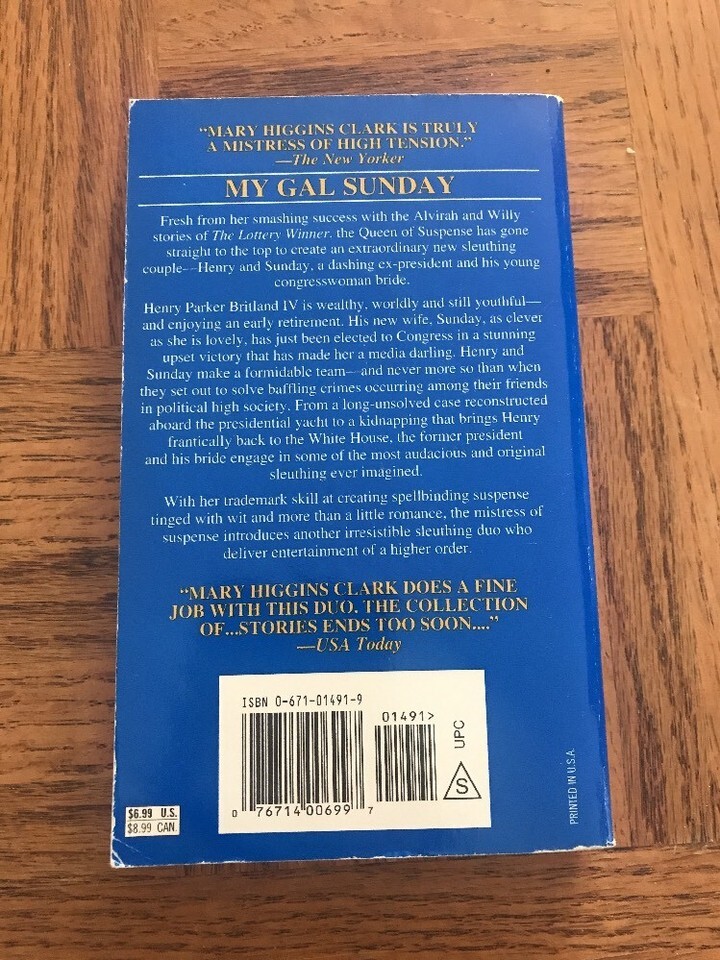 “MARY HIGGINS CLARK IS TRULY
A MISTRESS OF HIGH TENSION.”
—The New Yorker
MY GAL SUNDAY
Fresh from her smashing success with the Alvirah and Willy
stories of The Lottery Winner, the Queen of Suspense has gone
straight to the top to create an extraordinary new sleuthing
couple—Henry and Sunday, a dashing ex-president and his young
congresswoman bride.
Henry Parker Britland IV is wealthy, worldly and still youthful—
and enjoying an early retirement. His new wife, Sunday, as clever
as she is lovely, has just been elected to Congress in a stunning
upset victory that has made her a media darling. Henry and
Sunday make a formidable team—and never more so than when
they set out to solve baffling crimes occurring among their friends
in political high society. From a long-unsolved case reconstructed
aboard the presidential yacht to a kidnapping that brings Henry
frantically back to the White House, the former president
and his bride engage in some of the most audacious and original
sleuthing ever imagined.
With her trademark skill at creating spellbinding suspense
tinged with wit and more than a little romance, the mistress of
suspense introduces another irresistible sleuthing duo who
deliver entertainment of a higher order.
“MARY HIGGINS CLARK DOES A FINE
JOB WITH THIS DUO. THE COLLECTION
OF...STORIES ENDS TOO SOON....”
—USA Today
ISBN 0-671-01491-9
01491>
UPC
S
0 76714 00699 7
$6.99 U.S.
$8.99 CAN.
PRINTED IN U.S.A.